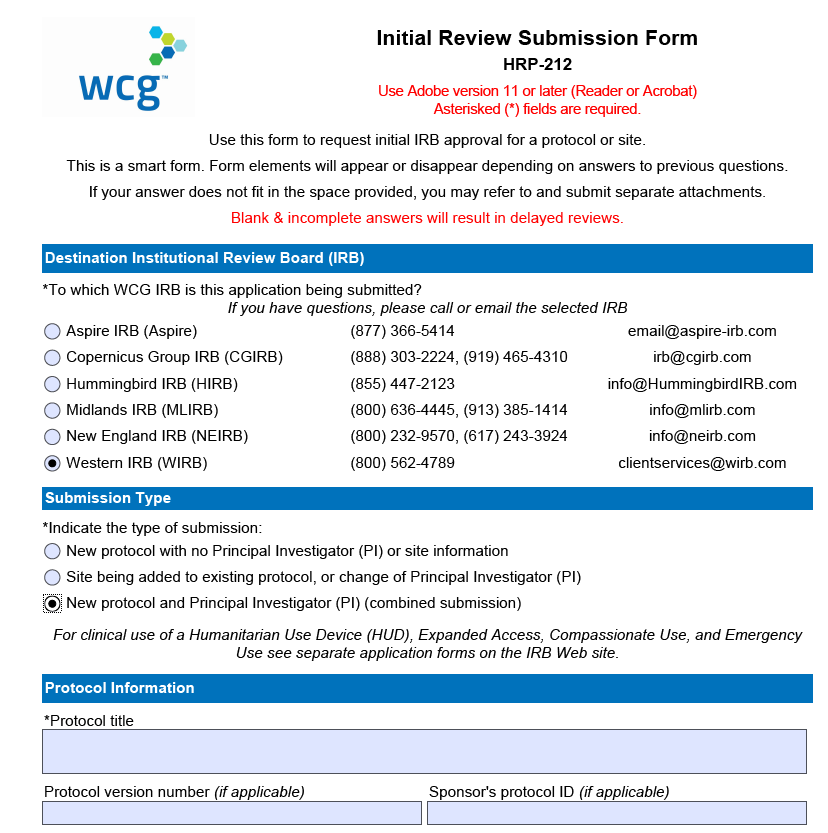 wcg™
Initial Review Submission Form
HRP-212
Use Adobe version 11 or later (Reader or Acrobat)
Asterisked (*) fields are required.
Use this form to request initial IRB approval for a protocol or site.
This is a smart form. Form elements will appear or disappear depending on answers to previous questions.
If your answer does not fit in the space provided, you may refer to and submit separate attachments.
Blank & incomplete answers will result in delayed reviews.
Destination Institutional Review Board (IRB)
*To which WCG IRB is this application being submitted?
If you have questions, please call or email the selected IRB
Aspire IRB (Aspire) (877) 366-5414 email@aspire-irb.com
Copernicus Group IRB (CGIRB) (888) 303-2224, (919) 465-4310 irb@cgirb.com
Hummingbird IRB (HIRB) (855) 447-2123 info@HummingbirdIRB.com
Midlands IRB (MLIRB) (800) 636-4445, (913) 385-1414 info@mlirb.com
New England IRB (NEIRB) (800) 232-9570, (617) 243-3924 info@neirb.com
Western IRB (WIRB) (800) 562-4789 clientservices@wirb.com
Submission Type
*Indicate the type of submission:
New protocol with no Principal Investigator (PI) or site information
Site being added to existing protocol, or change of Principal Investigator (PI)
New protocol and Principal Investigator (PI) (combined submission)
For clinical use of a Humanitarian Use Device (HUD), Expanded Access, Compassionate Use, and Emergency
Use see separate application forms on the IRB Web site.
Protocol Information
*Protocol title
Protocol version number (if applicable) Sponsor's protocol ID (if applicable)